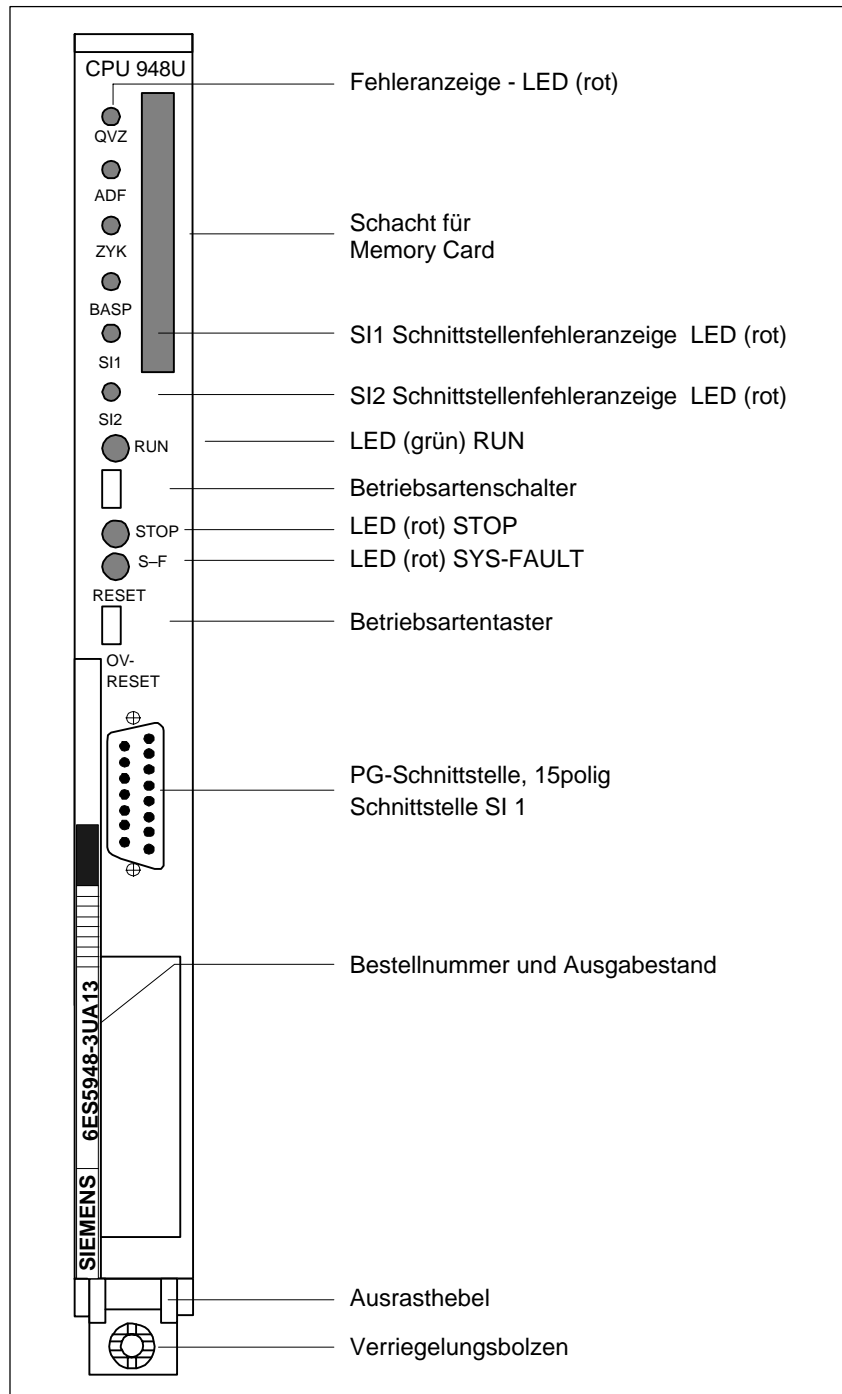 CPU 948U
Fehleranzeige - LED (rot)
QVZ
ADF
Schacht für
Memory Card
ZYK
BASP
SI1 Schnittstellenfehleranzeige LED (rot)
SI1
SI2 Schnittstellenfehleranzeige LED (rot)
SI2
RUN
LED (grün) RUN
Betriebsartenschalter
STOP
LED (rot) STOP
S–F
LED (rot) SYS-FAULT
RESET
Betriebsartentaster
OV-
RESET
PG-Schnittstelle, 15polig
Schnittstelle SI 1
Bestellnummer und Ausgabestand
6ES5948-3UA13
SIEMENS
Ausrasthebel
Verriegelungsbolzen